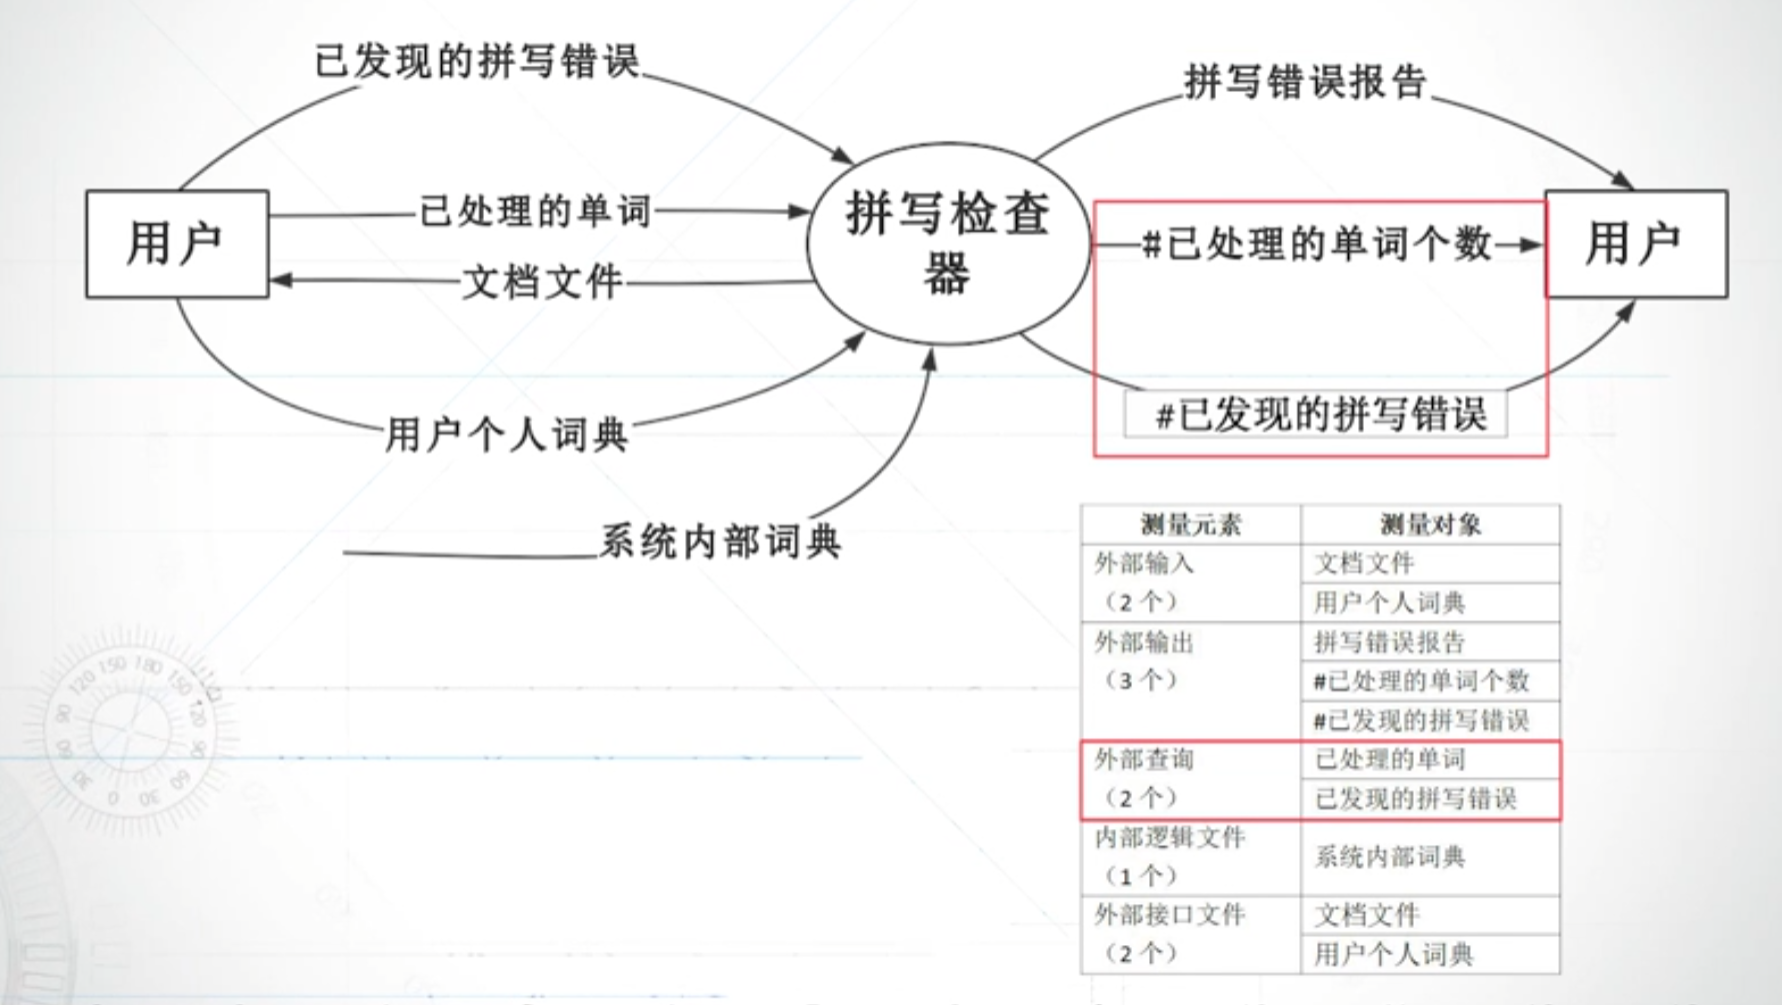 已发现的拼写错误
拼写错误报告
用户
已处理的单词
文档文件
拼写检查
器
#已处理的单词个数
用户
用户个人词典
#已发现的拼写错误
系统内部词典
测量元素
测量对象
外部输入
（2 个）
文档文件
用户个人词典
外部输出
（3 个）
拼写错误报告
#已处理的单词个数
#已发现的拼写错误
外部查询
（2 个）
已处理的单词
已发现的拼写错误
内部逻辑文件
（1 个）
系统内部词典
外部接口文件
（2 个）
文档文件
用户个人词典